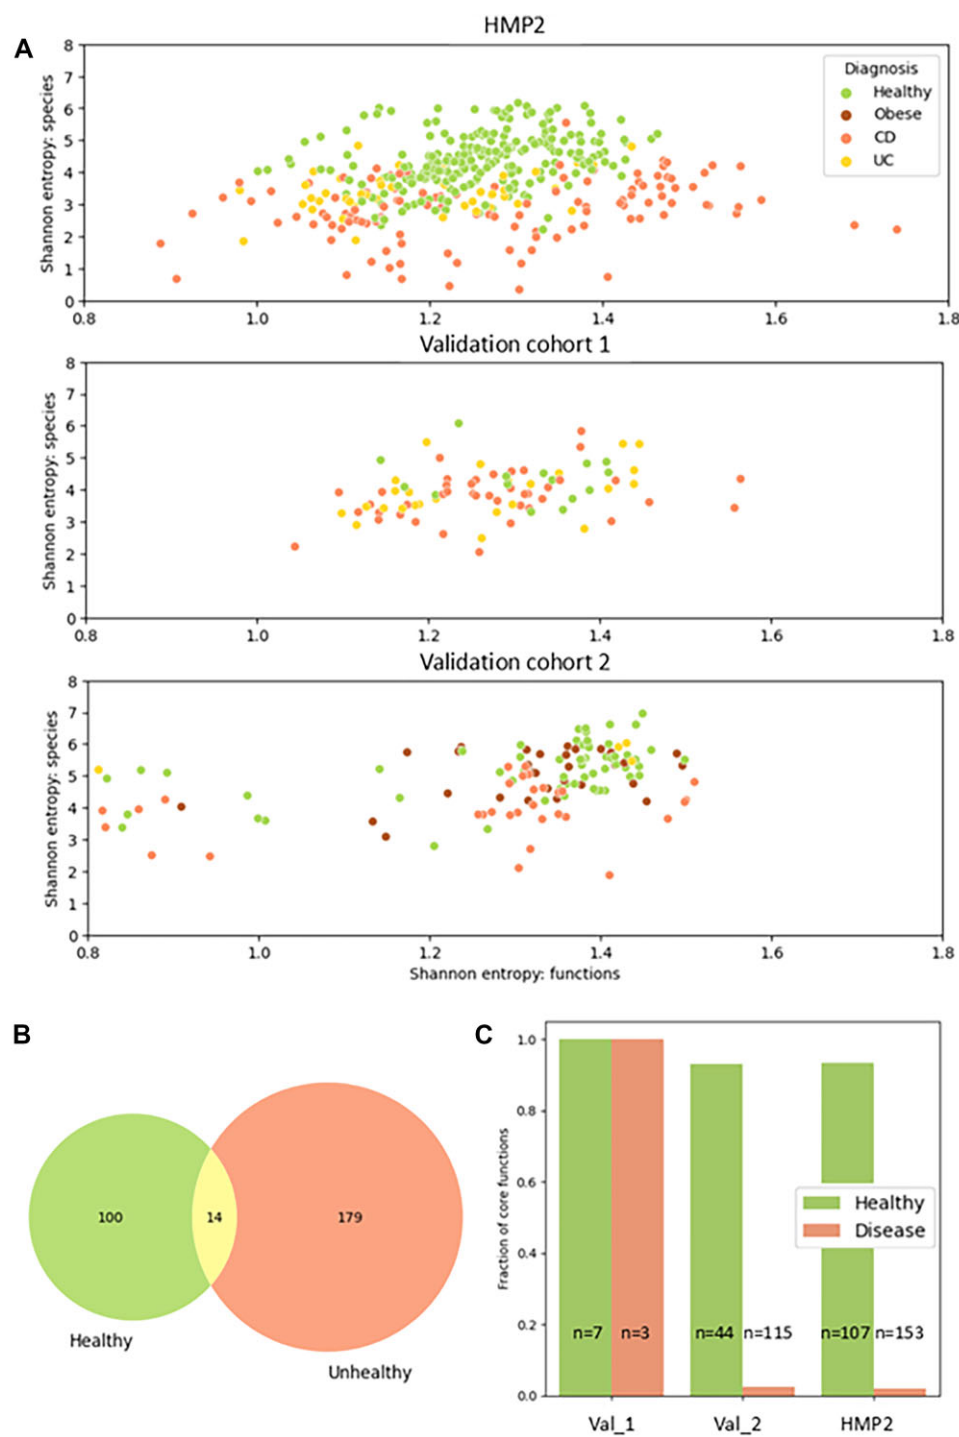 A
HMP2
Shannon entropy: species
8
7
6
5
4
3
2
1
0
Diagnosis
Healthy
Obese
CD
UC
0.8 1.0 1.2 1.4 1.6 1.8
Validation cohort 1
Shannon entropy: species
8
7
6
5
4
3
2
1
0
0.8 1.0 1.2 1.4 1.6 1.8
Validation cohort 2
Shannon entropy: species
8
7
6
5
4
3
2
1
0
0.8 1.0 1.2 1.4 1.6 1.8
Shannon entropy: functions
B
100 14 179
Healthy
Unhealthy
C
Fraction of core functions
1.0
0.8
0.6
0.4
0.2
0.0
Healthy
Disease
n=7 n=3 n=44 n=115 n=107 n=153
Val_1 Val_2 HMP2